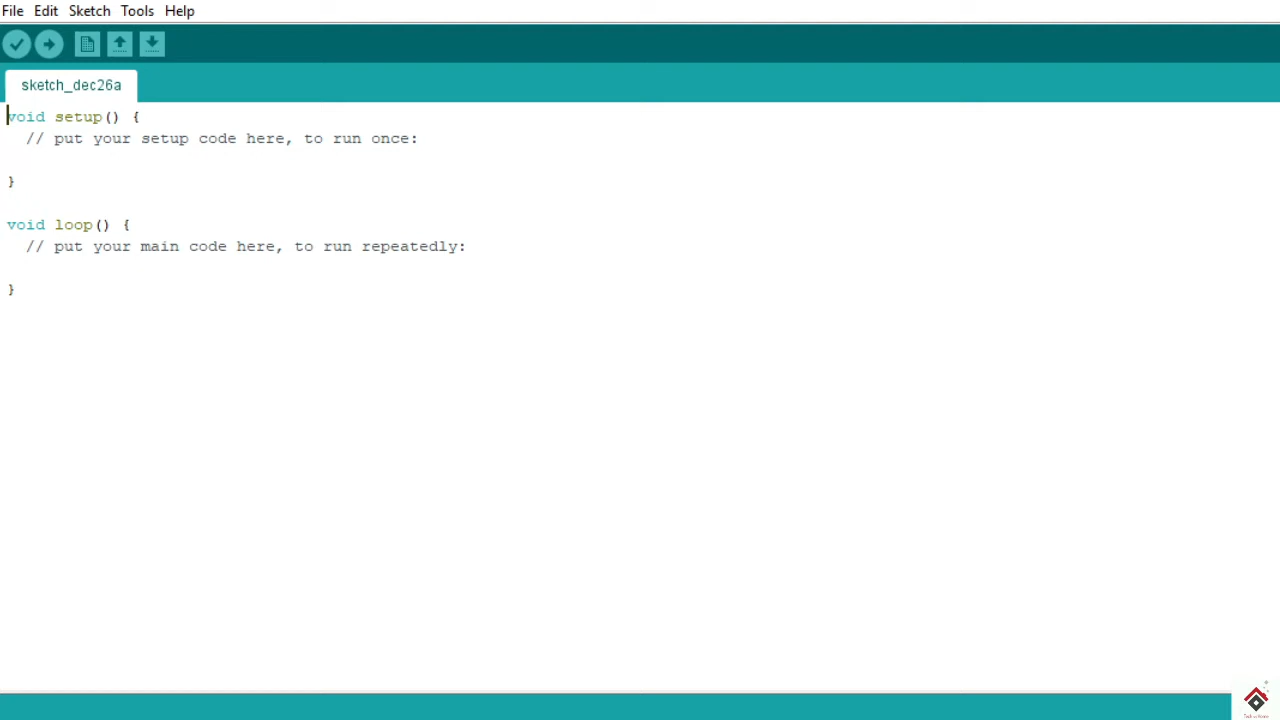 File Edit Sketch Tools Help
sketch_dec26a
void setup() {
  // put your setup code here, to run once:
}
void loop() {
  // put your main code here, to run repeatedly:
}